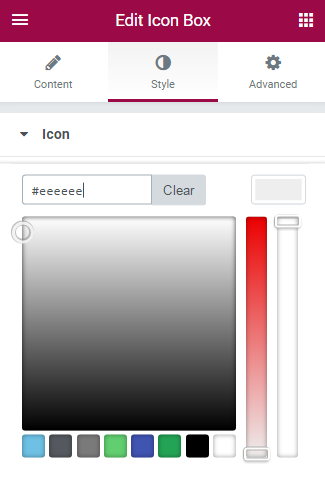 Edit Icon Box
Content Style Advanced
Icon
#eeeeee Clear